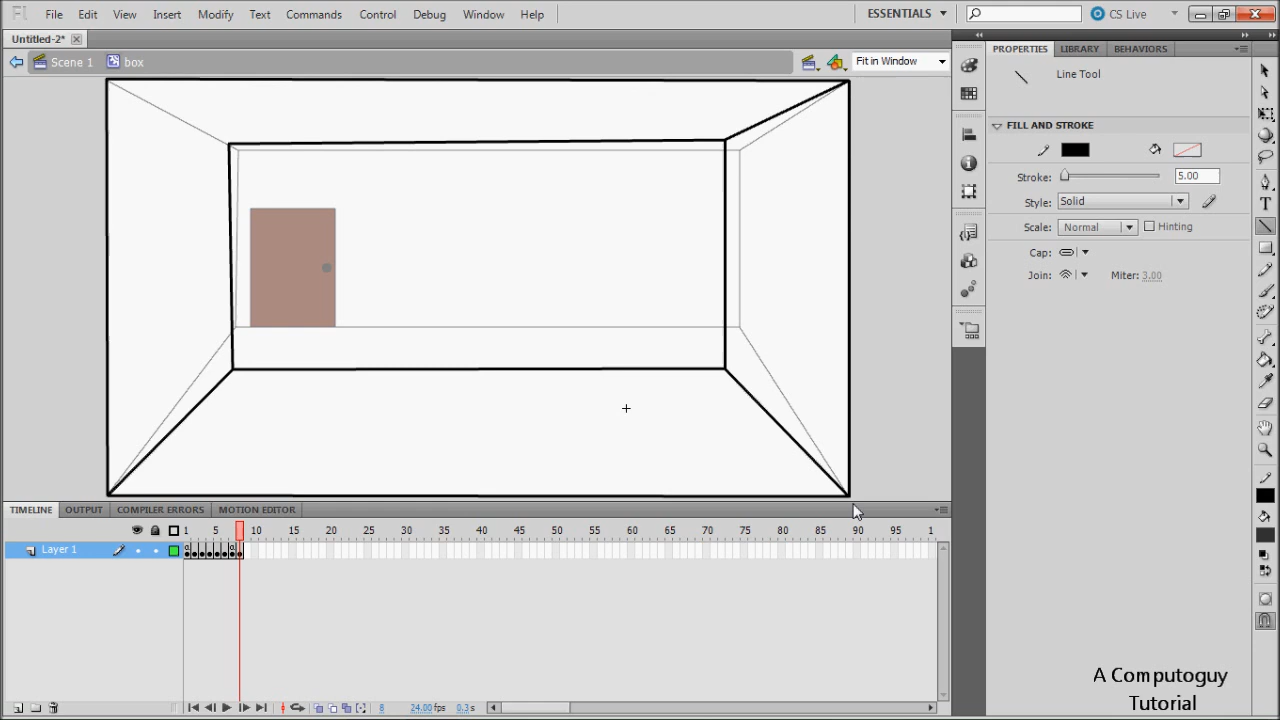 Fl File Edit View Insert Modify Text Commands Control Debug Window Help ESSENTIALS CS Live
Untitled-2*
Scene 1 box Fit in Window
PROPERTIES LIBRARY BEHAVIORS
Line Tool
FILL AND STROKE
Stroke: 5.00
Style: Solid
Scale: Normal Hinting
Cap:
Join: Miter: 3.00
TIMELINE OUTPUT COMPILER ERRORS MOTION EDITOR
1 5 10 15 20 25 30 35 40 45 50 55 60 65 70 75 80 85 90 95 1
Layer 1
8 24.00 fps 0.3 s
A Computoguy
Tutorial